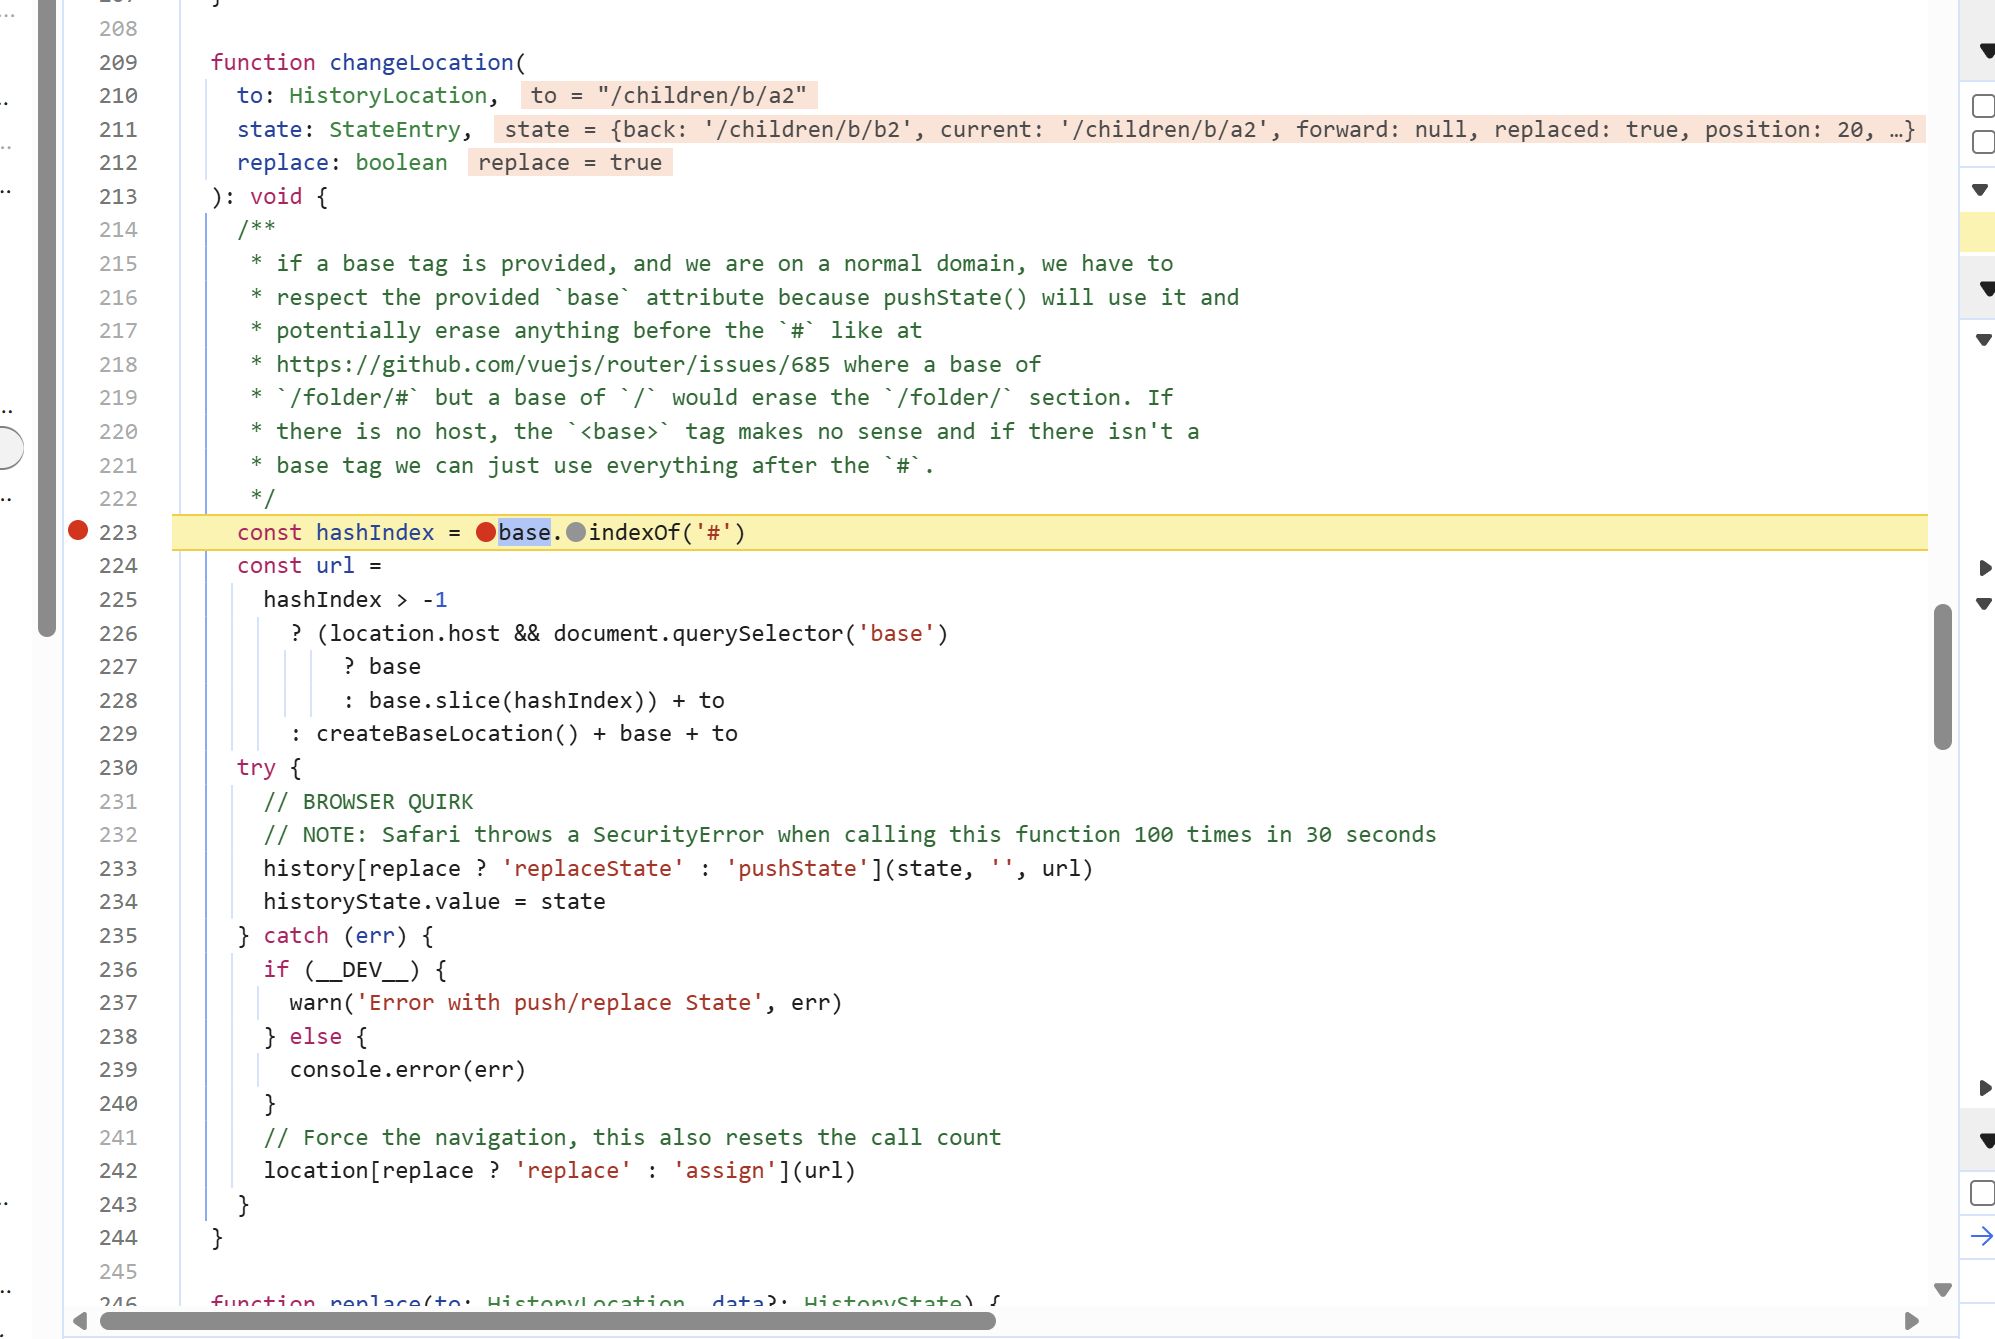 208
209 function changeLocation(
210 to: HistoryLocation, to = "/children/b/a2"
211 state: StateEntry, state = {back: '/children/b/b2', current: '/children/b/a2', forward: null, replaced: true, position: 20, …}
212 replace: boolean replace = true
213 ): void {
214 /**
215 * if a base tag is provided, and we are on a normal domain, we have to
216 * respect the provided `base` attribute because pushState() will use it and
217 * potentially erase anything before the `#` like at
218 * https://github.com/vuejs/router/issues/685 where a base of
219 * `/folder/#` but a base of `/` would erase the `/folder/` section. If
220 * there is no host, the `<base>` tag makes no sense and if there isn't a
221 * base tag we can just use everything after the `#`.
222 */
223 const hashIndex = base.indexOf('#')
224 const url =
225 hashIndex > -1
226 ? (location.host && document.querySelector('base')
227 ? base
228 : base.slice(hashIndex)) + to
229 : createBaseLocation() + base + to
230 try {
231 // BROWSER QUIRK
232 // NOTE: Safari throws a SecurityError when calling this function 100 times in 30 seconds
233 history[replace ? 'replaceState' : 'pushState'](state, '', url)
234 historyState.value = state
235 } catch (err) {
236 if (__DEV__) {
237 warn('Error with push/replace State', err)
238 } else {
239 console.error(err)
240 }
241 // Force the navigation, this also resets the call count
242 location[replace ? 'replace' : 'assign'](url)
243 }
244 }
245
246 function replace(to: HistoryLocation, data?: HistoryState) {